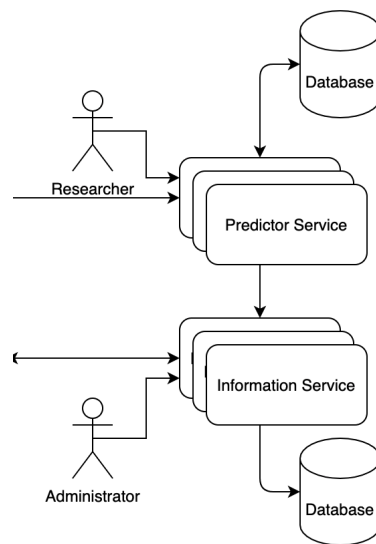 Database
Researcher
Predictor Service
Information Service
Administrator
Database